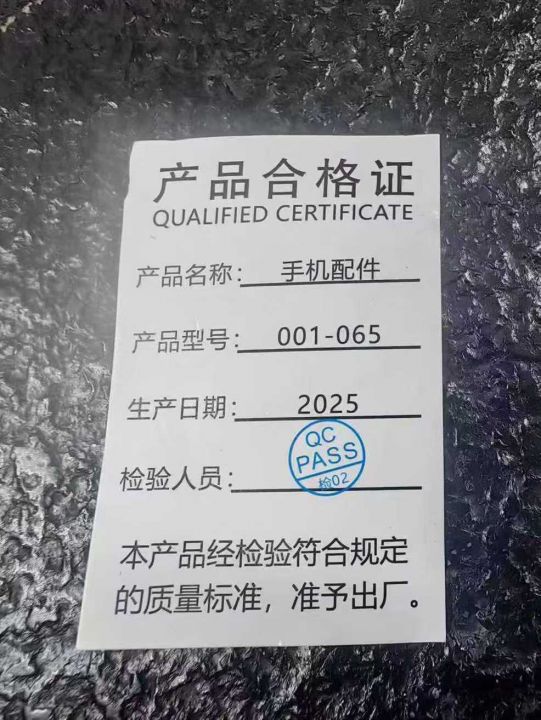 产品合格证
QUALIFIED CERTIFICATE
产品名称: 手机配件
产品型号: 001-065
生产日期: 2025
QC
PASS
检02
检验人员:
本产品经检验符合规定
的质量标准，准予出厂。